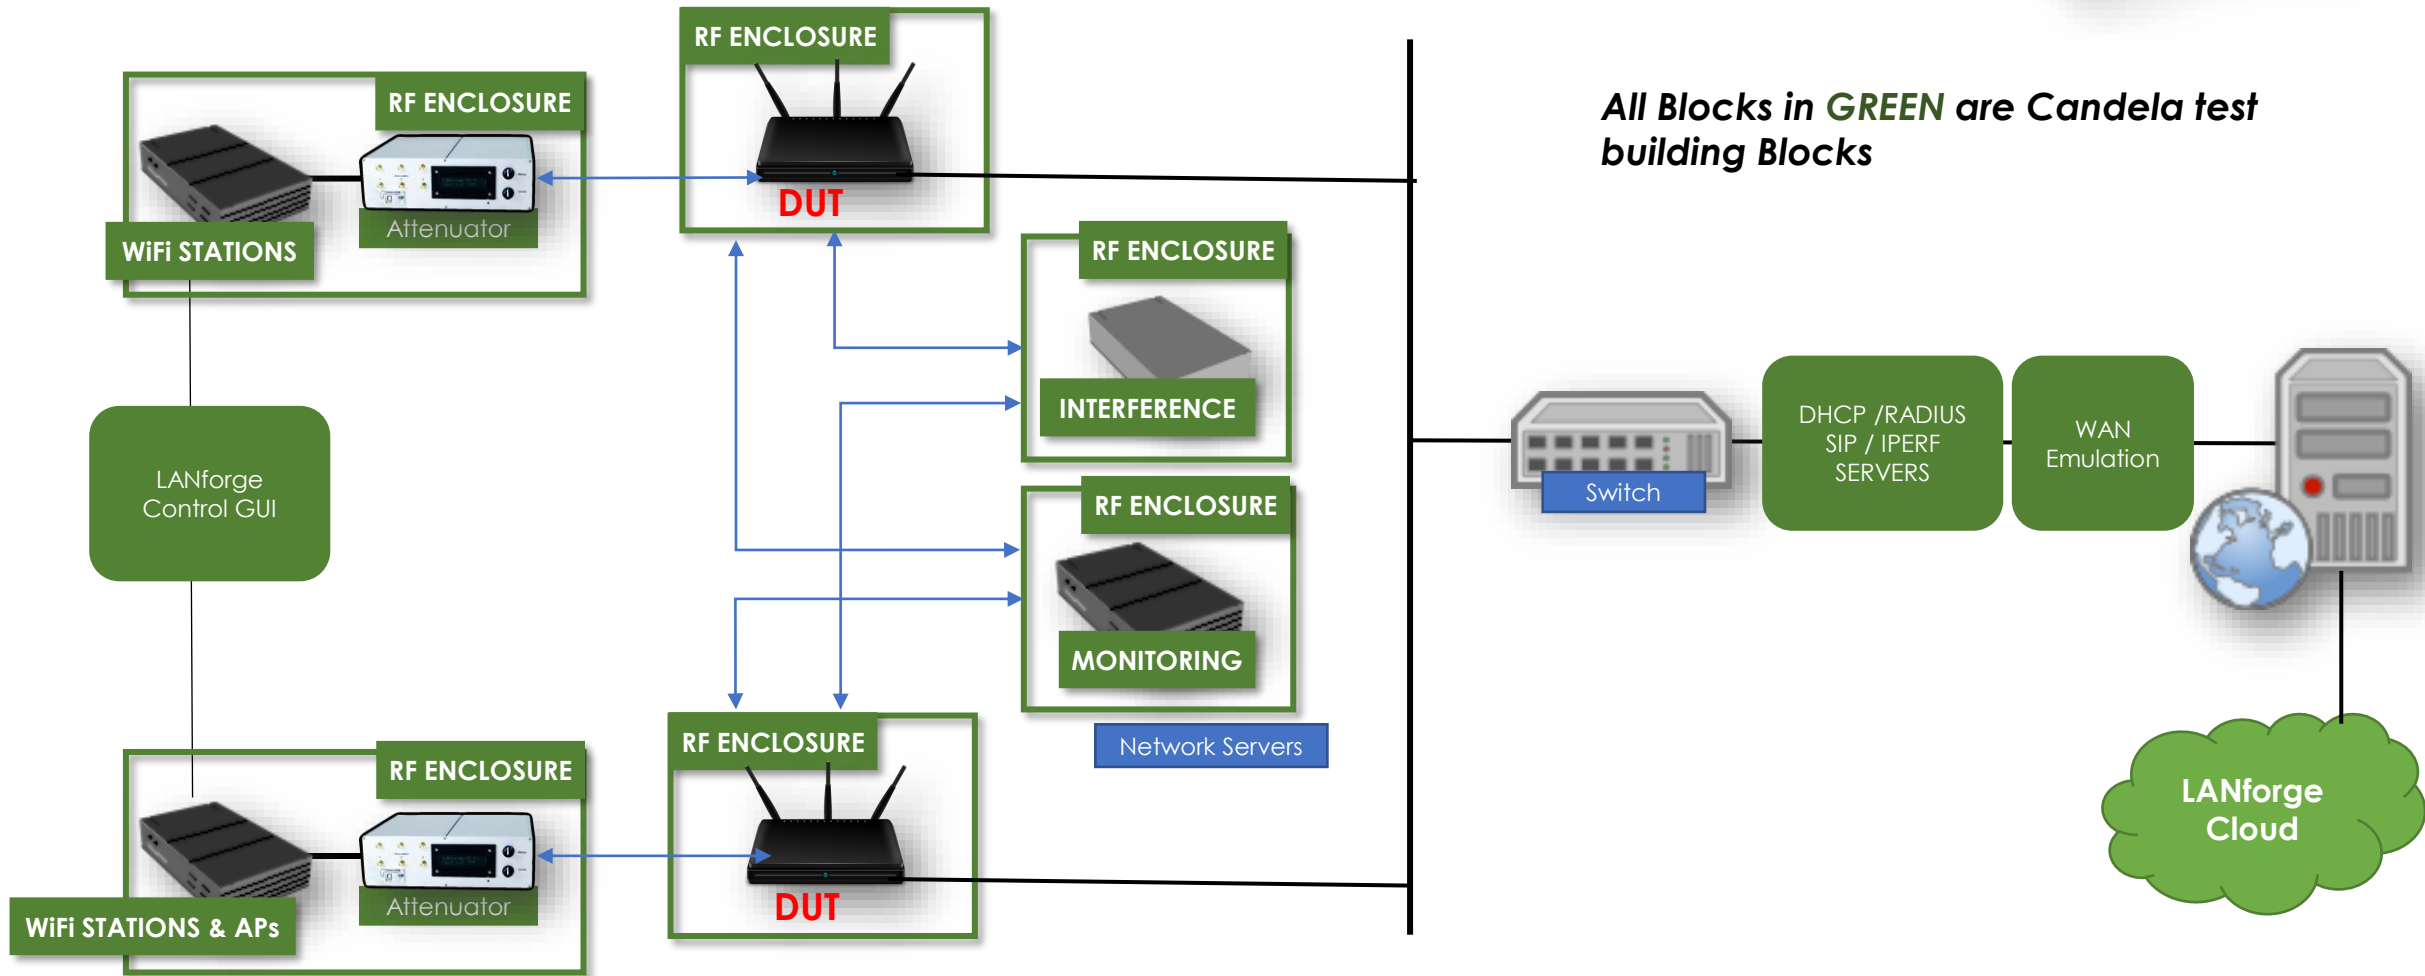 RF ENCLOSURE
WiFi STATIONS
Attenuator
RF ENCLOSURE
DUT
All Blocks in GREEN are Candela test
building Blocks
RF ENCLOSURE
INTERFERENCE
LANforge
Control GUI
RF ENCLOSURE
MONITORING
Network Servers
Switch
DHCP /RADIUS
SIP / IPERF
SERVERS
WAN
Emulation
LANforge
Cloud
RF ENCLOSURE
WiFi STATIONS & APs
Attenuator
RF ENCLOSURE
DUT